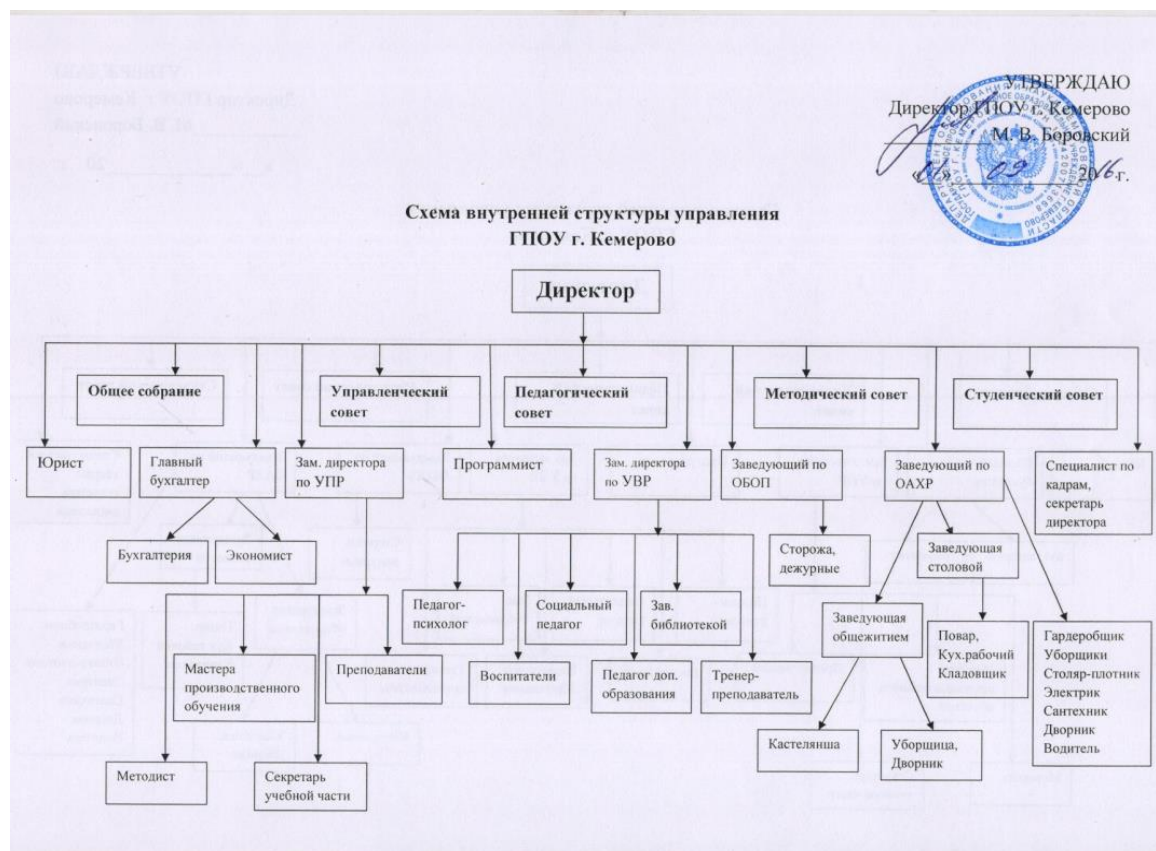 УТВЕРЖДАЮ
Директор ГПОУ г. Кемерово
М. В. Боровский
«01» 09 2016 г.
Схема внутренней структуры управления
ГПОУ г. Кемерово
Директор
Общее собрание
Управленческий
совет
Педагогический
совет
Методический совет
Студенческий совет
Юрист
Главный
бухгалтер
Зам. директора
по УПР
Программист
Зам. директора
по УВР
Заведующий по
ОБОП
Заведующий по
ОАХР
Специалист по
кадрам,
секретарь
директора
Бухгалтерия
Экономист
Сторожа,
дежурные
Заведующая
столовой
Педагог-
психолог
Социальный
педагог
Зав.
библиотекой
Заведующая
общежитием
Повар,
Кух.рабочий
Кладовщик
Гардеробщик
Уборщики
Столяр-плотник
Электрик
Сантехник
Дворник
Водитель
Мастера
производственного
обучения
Преподаватели
Воспитатели
Педагог доп.
образования
Тренер-
преподаватель
Кастелянша
Уборщица,
Дворник
Методист
Секретарь
учебной части